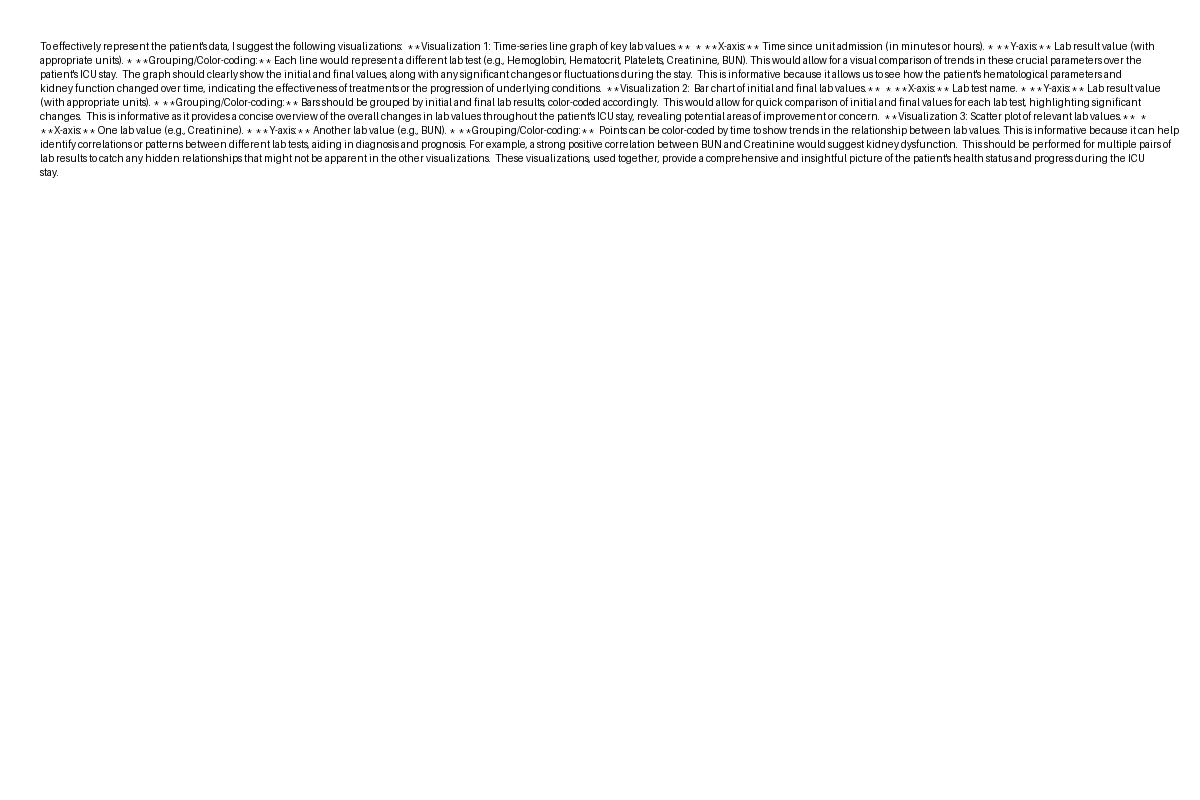 To effectively represent the patient's data, I suggest the following visualizations:  **Visualization 1: Time-series line graph of key lab values.**  * **X-axis:** Time since unit admission (in minutes or hours). * **Y-axis:** Lab result value (with
appropriate units). * **Grouping/Color-coding:** Each line would represent a different lab test (e.g., Hemoglobin, Hematocrit, Platelets, Creatinine, BUN). This would allow for a visual comparison of trends in these crucial parameters over the
patient's ICU stay.  The graph should clearly show the initial and final values, along with any significant changes or fluctuations during the stay.  This is informative because it allows us to see how the patient's hematological parameters and
kidney function changed over time, indicating the effectiveness of treatments or the progression of underlying conditions.  **Visualization 2:  Bar chart of initial and final lab values.**  * **X-axis:** Lab test name. * **Y-axis:** Lab result value
(with appropriate units). * **Grouping/Color-coding:** Bars should be grouped by initial and final lab results, color-coded accordingly.  This would allow for quick comparison of initial and final values for each lab test, highlighting significant
changes.  This is informative as it provides a concise overview of the overall changes in lab values throughout the patient's ICU stay, revealing potential areas of improvement or concern.  **Visualization 3: Scatter plot of relevant lab values.**  *
**X-axis:** One lab value (e.g., Creatinine). * **Y-axis:** Another lab value (e.g., BUN). * **Grouping/Color-coding:**  Points can be color-coded by time to show trends in the relationship between lab values. This is informative because it can help
identify correlations or patterns between different lab tests, aiding in diagnosis and prognosis. For example, a strong positive correlation between BUN and Creatinine would suggest kidney dysfunction.  This should be performed for multiple pairs of
lab results to catch any hidden relationships that might not be apparent in the other visualizations.  These visualizations, used together, provide a comprehensive and insightful picture of the patient's health status and progress during the ICU
stay.